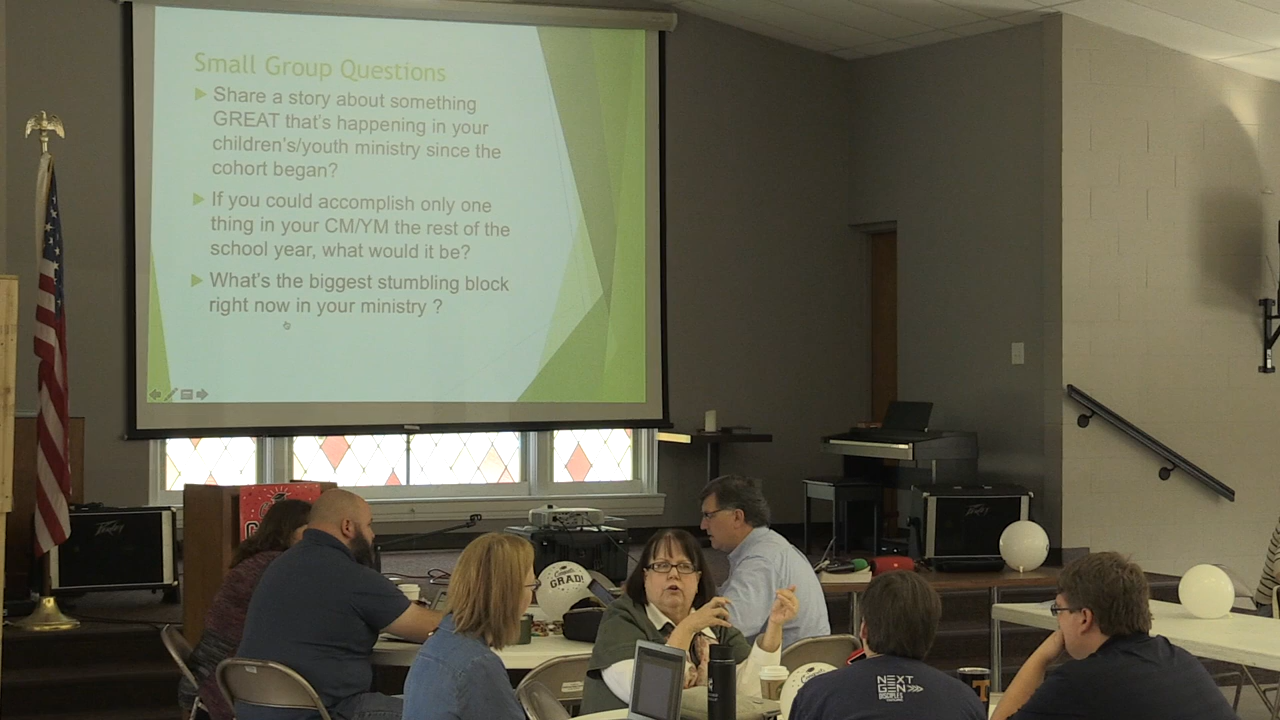 Small Group Questions
Share a story about something
GREAT that's happening in your
children's/youth ministry since the
cohort began?
If you could accomplish only one
thing in your CM/YM the rest of the
school year, what would it be?
What's the biggest stumbling block
right now in your ministry ?
PEAVEY
GRAD!
NEXT
GEN
DISCIPLES